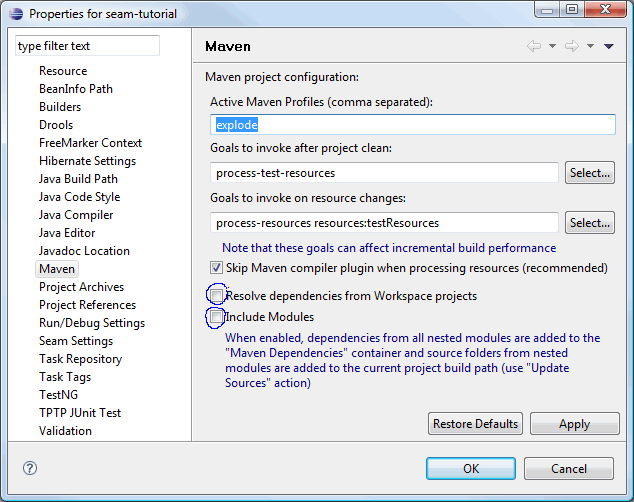 Properties for seam-tutorial
type filter text
Resource
BeanInfo Path
Builders
Drools
FreeMarker Context
Hibernate Settings
Java Build Path
Java Code Style
Java Compiler
Java Editor
Javadoc Location
Maven
Project Archives
Project References
Run/Debug Settings
Seam Settings
Task Repository
Task Tags
TestNG
TPTP JUnit Test
Validation
Maven
Maven project configuration:
Active Maven Profiles (comma separated):
explode
Goals to invoke after project clean:
process-test-resources
Select...
Goals to invoke on resource changes:
process-resources resources:testResources
Select...
Note that these goals can affect incremental build performance
Skip Maven compiler plugin when processing resources (recommended)
Resolve dependencies from Workspace projects
Include Modules
When enabled, dependencies from all nested modules are added to the
"Maven Dependencies" container and source folders from nested
modules are added to the current project build path (use "Update
Sources" action)
Restore Defaults
Apply
?
OK
Cancel